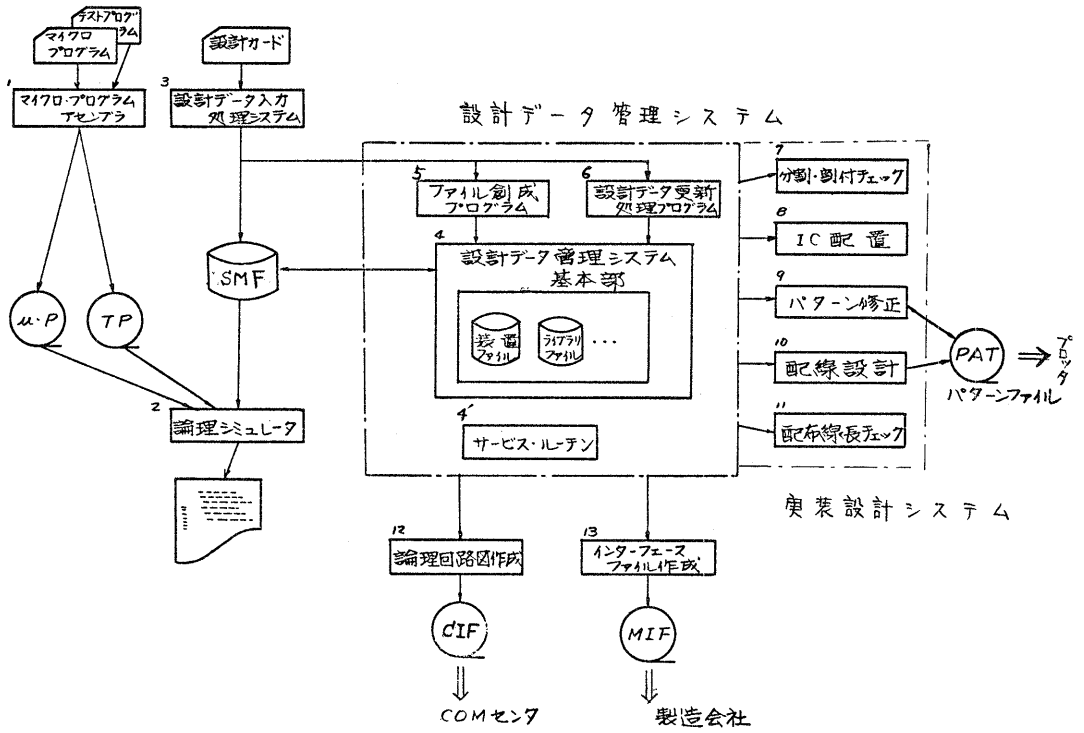 テストプログラム
マイクロ
プログラム
設計カード
1
マイクロ・プログラム
アセンブラ
3
設計データ入力
処理システム
設計データ管理システム
5
ファイル創成
プログラム
6
設計データ更新
処理プログラム
7
分割・割付チェック
8
IC配置
4
設計データ管理システム
基本部
SMF
9
パターン修正
μ・P
TP
装置
ファイル
ライブラリ
ファイル
...
10
配線設計
PAT
パターンファイル
プロッタ
2
論理シミュレータ
4'
サービス・ルーテン
11
配布線長チェック
実装設計システム
12
論理回路図作成
13
インターフェース
ファイル作成
CIF
MIF
COMセンタ
製造会社